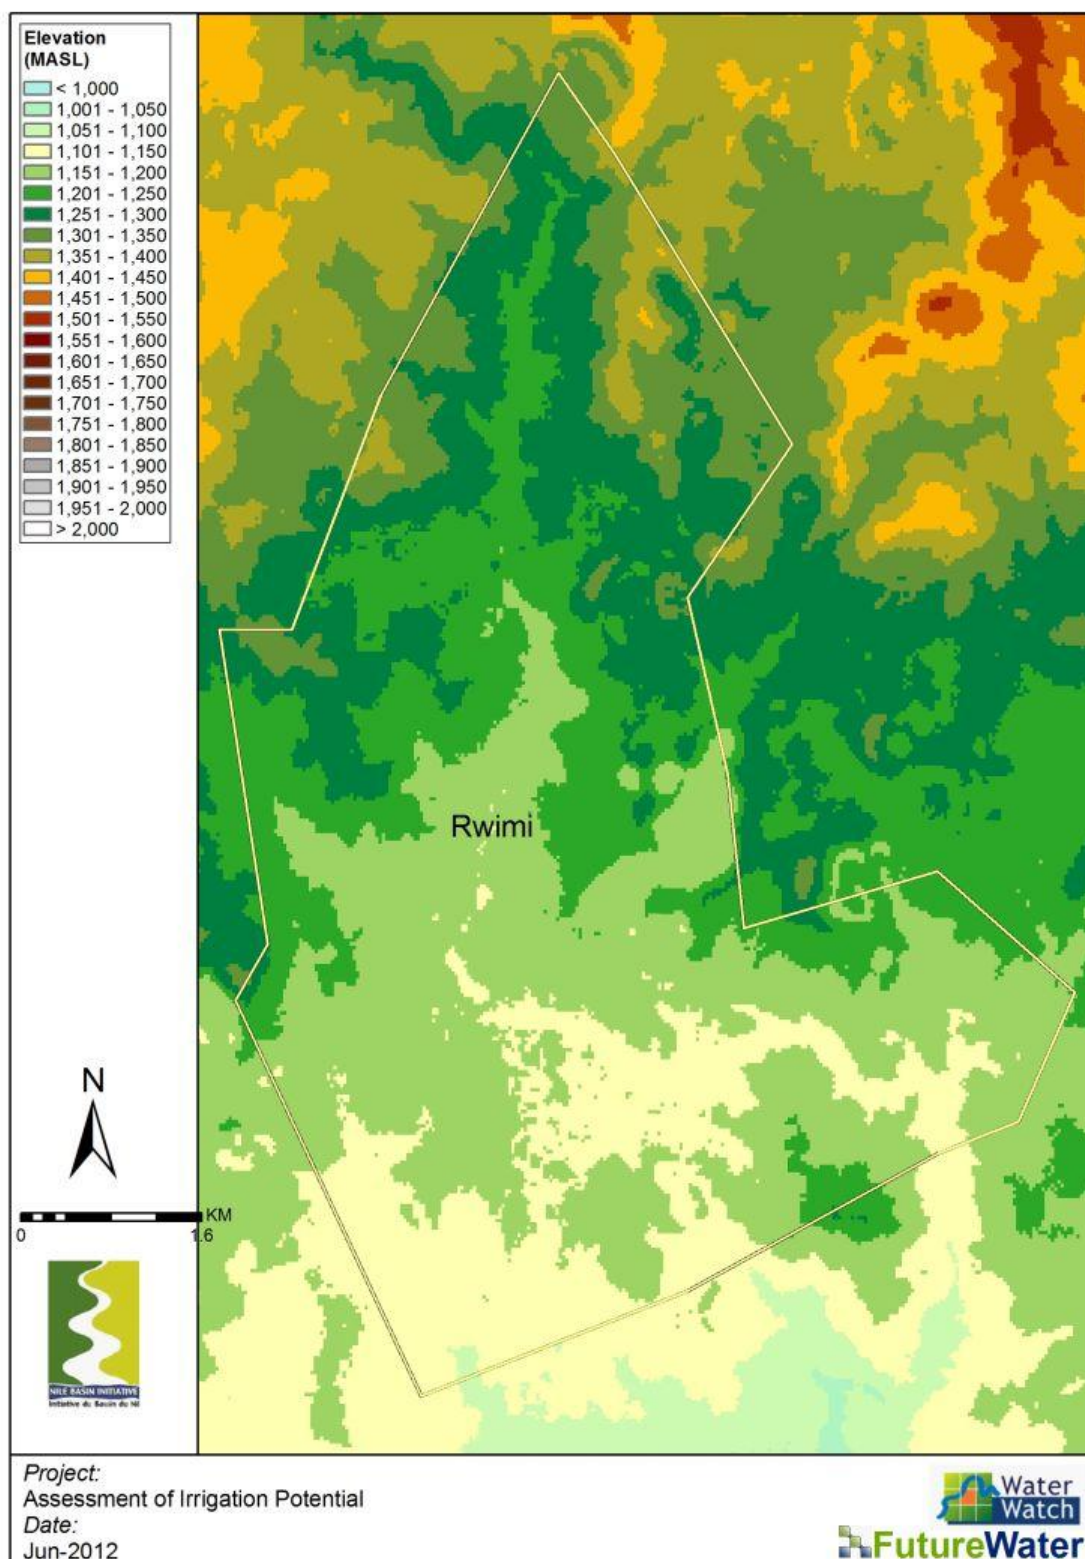 Elevation
(MASL)
< 1,000
1,001 - 1,050
1,051 - 1,100
1,101 - 1,150
1,151 - 1,200
1,201 - 1,250
1,251 - 1,300
1,301 - 1,350
1,351 - 1,400
1,401 - 1,450
1,451 - 1,500
1,501 - 1,550
1,551 - 1,600
1,601 - 1,650
1,651 - 1,700
1,701 - 1,750
1,751 - 1,800
1,801 - 1,850
1,851 - 1,900
1,901 - 1,950
1,951 - 2,000
> 2,000
Rwimi
N
KM
0 1.6
NILE BASIN INITIATIVE
Initiative du Bassin du Nil
Project:
Assessment of Irrigation Potential
Date:
Jun-2012
Water
Watch
FutureWater